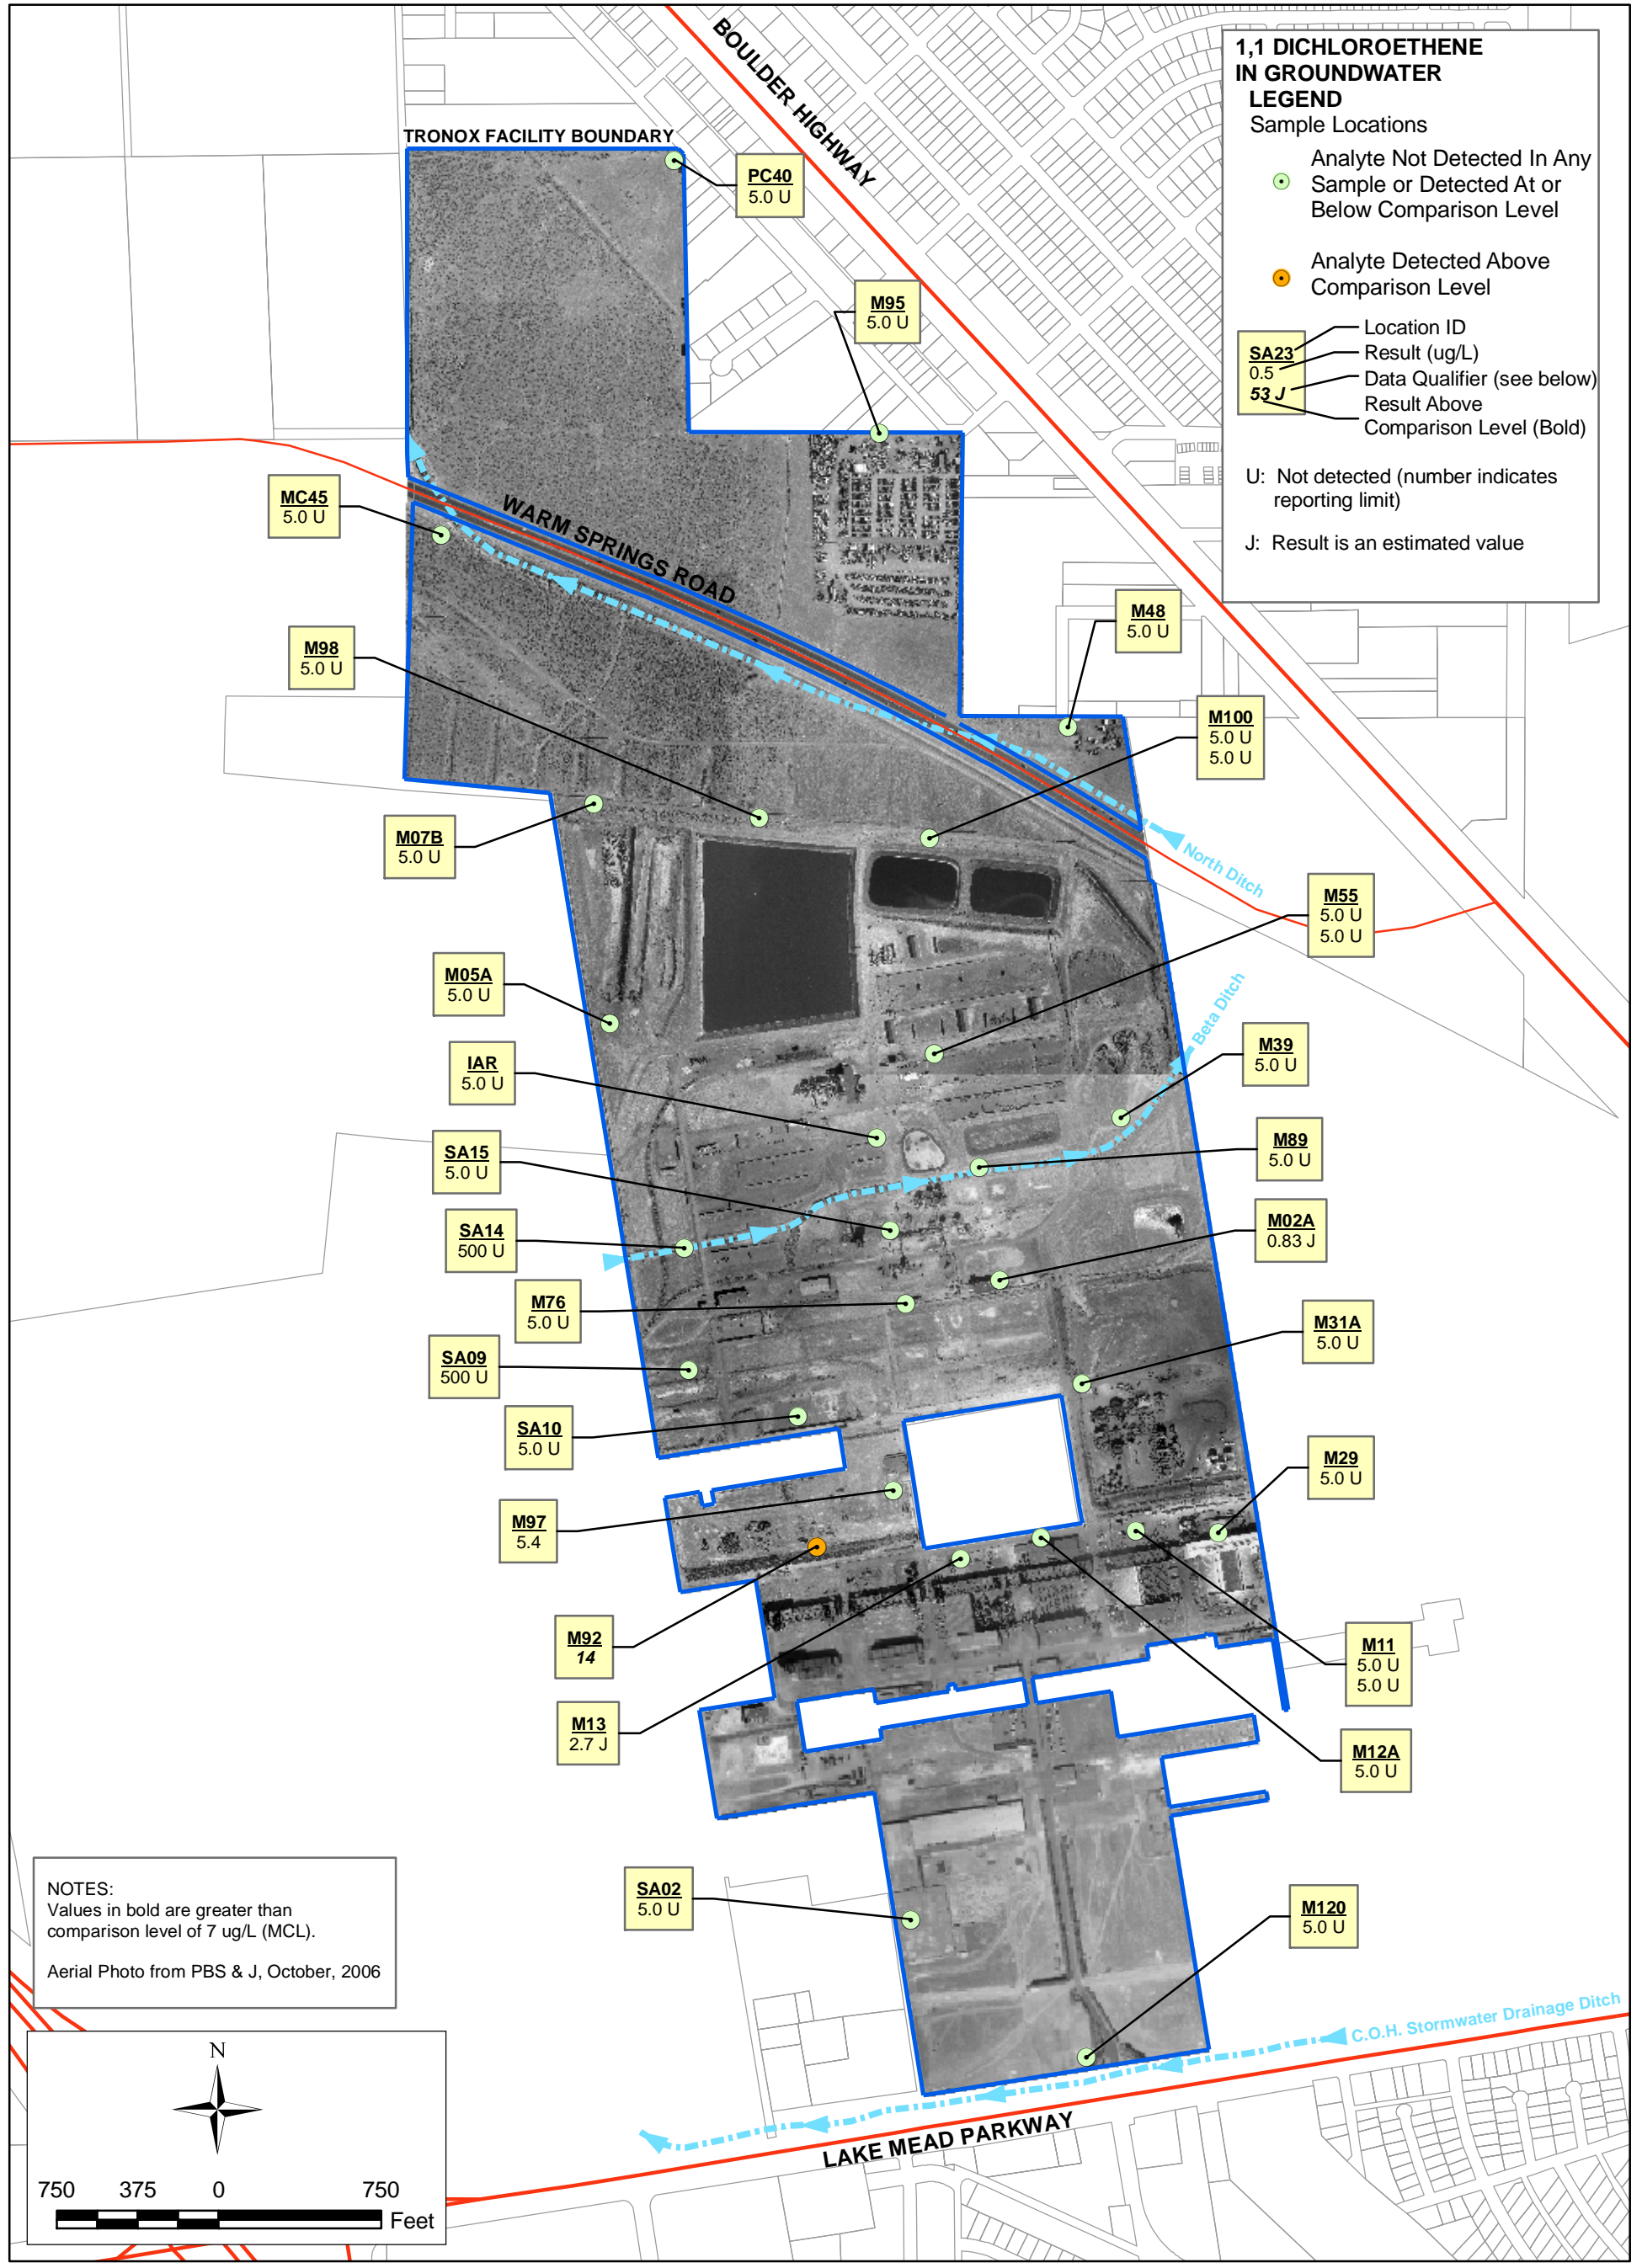 BOULDER HIGHWAY
1,1 DICHLOROETHENE
IN GROUNDWATER
LEGEND
Sample Locations
Analyte Not Detected In Any
Sample or Detected At or
Below Comparison Level
Analyte Detected Above
Comparison Level
Location ID
SA23
Result (ug/L)
0.5
Data Qualifier (see below)
53 J
Result Above
Comparison Level (Bold)
U: Not detected (number indicates
reporting limit)
J: Result is an estimated value
TRONOX FACILITY BOUNDARY
PC40
5.0 U
M95
5.0 U
MC45
5.0 U
WARM SPRINGS ROAD
M48
5.0 U
M98
5.0 U
M100
5.0 U
5.0 U
M07B
5.0 U
North Ditch
M55
5.0 U
5.0 U
M05A
5.0 U
Beta Ditch
IAR
5.0 U
M39
5.0 U
SA15
5.0 U
M89
5.0 U
SA14
500 U
M02A
0.83 J
M76
5.0 U
M31A
5.0 U
SA09
500 U
SA10
5.0 U
M29
5.0 U
M97
5.4
M92
14
M11
5.0 U
5.0 U
M13
2.7 J
M12A
5.0 U
SA02
5.0 U
M120
5.0 U
NOTES:
Values in bold are greater than
comparison level of 7 ug/L (MCL).
Aerial Photo from PBS & J, October, 2006
C.O.H. Stormwater Drainage Ditch
LAKE MEAD PARKWAY
N
750 375 0 750
Feet